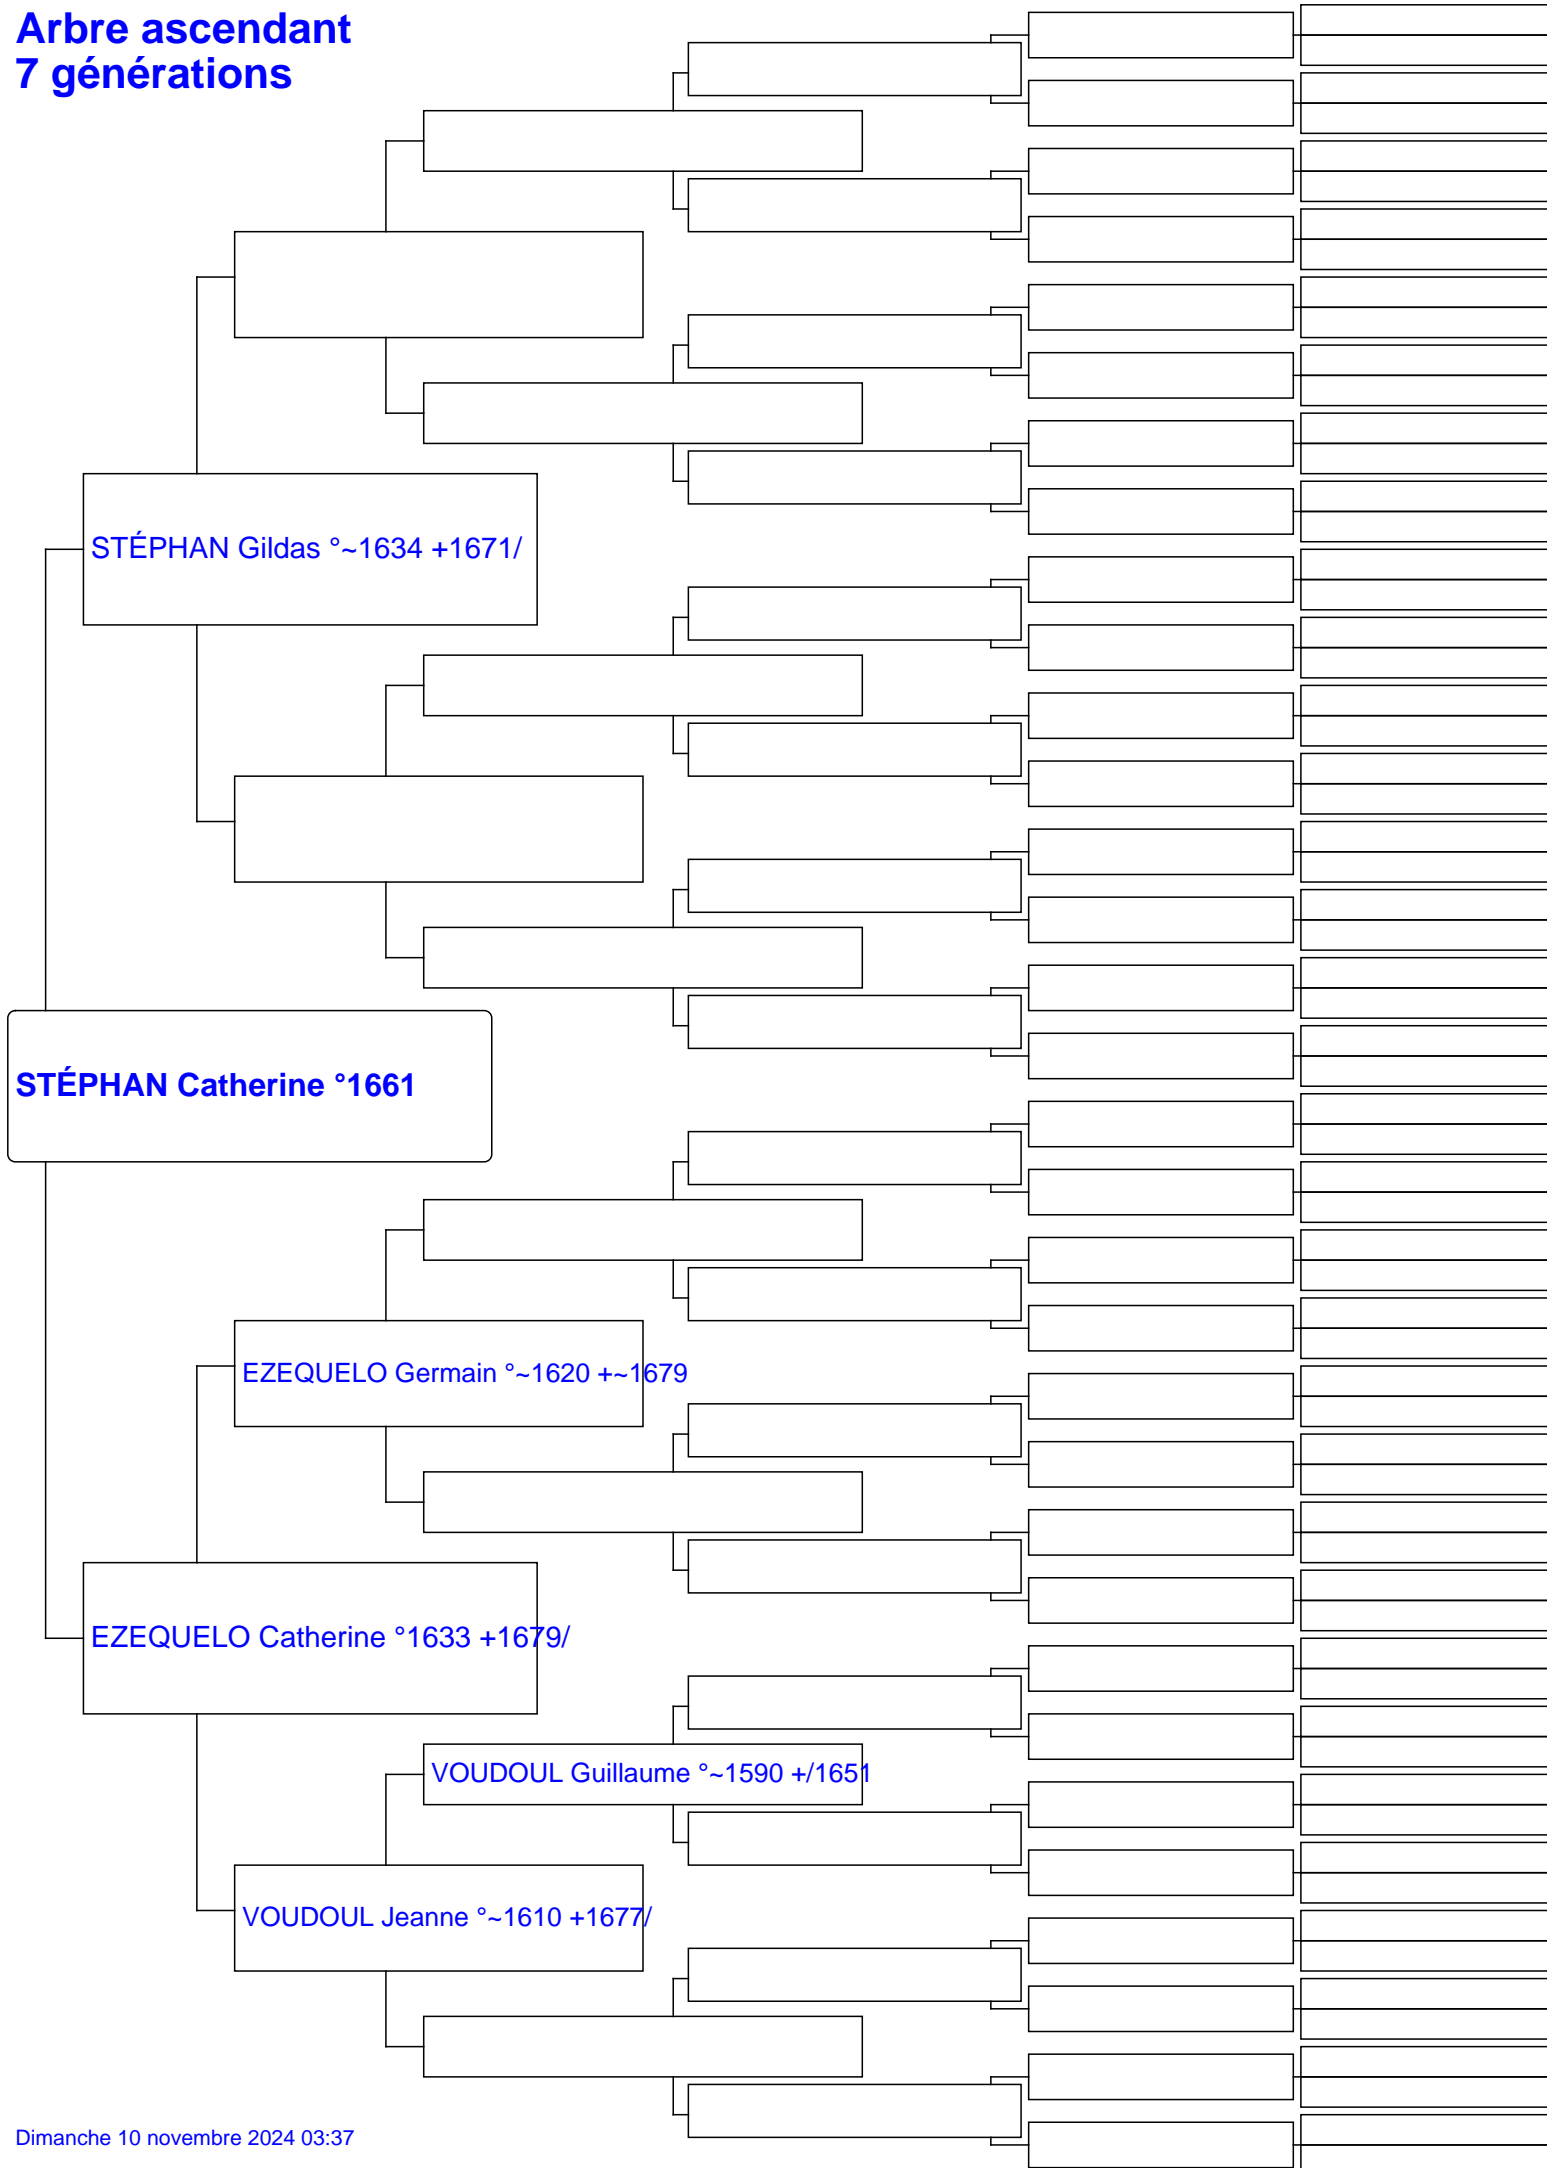 Arbre ascendant
7 générations
STÉPHAN Gildas °~1634 +1671/
STÉPHAN Catherine °1661
EZEQUELO Germain °~1620 +~1679
EZEQUELO Catherine °1633 +1679/
VOUDOUL Guillaume °~1590 +/1651
VOUDOUL Jeanne °~1610 +1677/
Dimanche 10 novembre 2024 03:37